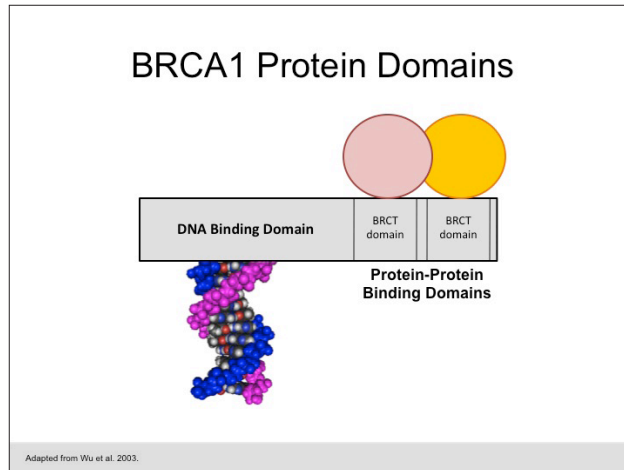 BRCA1 Protein Domains
DNA Binding Domain
BRCT
domain
BRCT
domain
Protein-Protein
Binding Domains
Adapted from Wu et al. 2003.